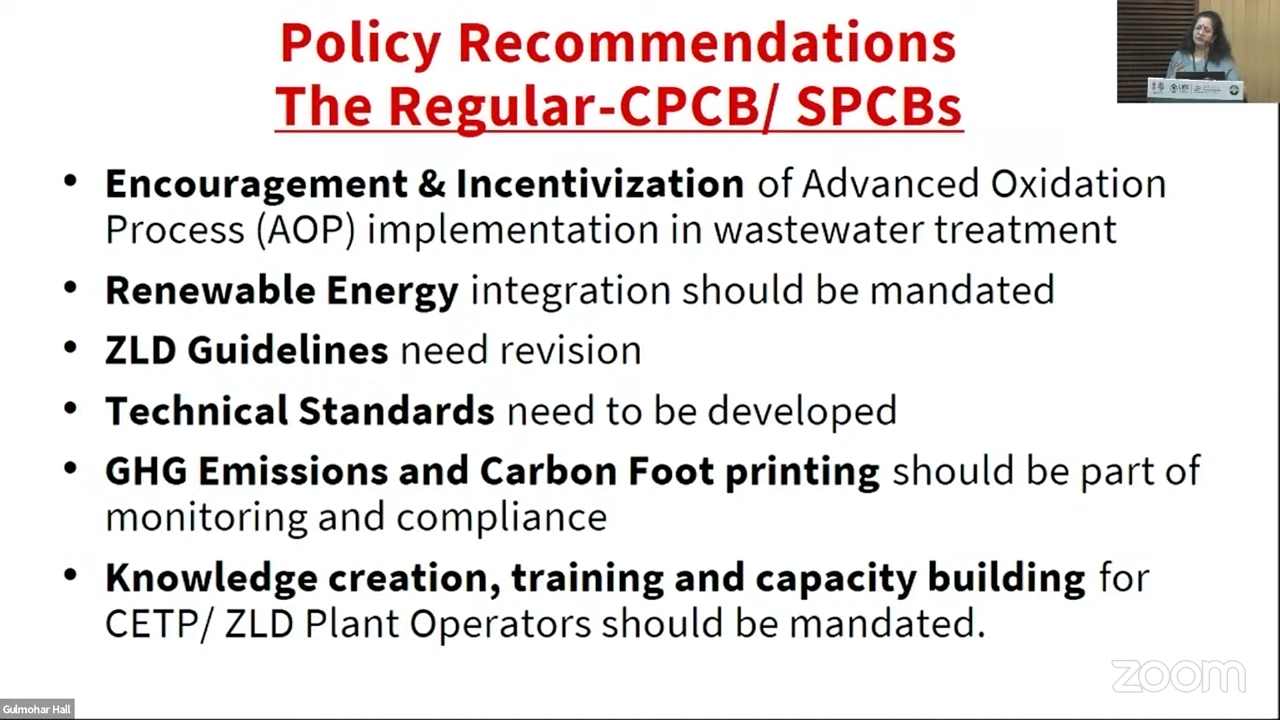 Policy Recommendations
The Regular-CPCB/ SPCBs
• Encouragement & Incentivization of Advanced Oxidation
Process (AOP) implementation in wastewater treatment
• Renewable Energy integration should be mandated
• ZLD Guidelines need revision
• Technical Standards need to be developed
• GHG Emissions and Carbon Foot printing should be part of
monitoring and compliance
• Knowledge creation, training and capacity building for
CETP/ ZLD Plant Operators should be mandated.
zoom
Gulmohar Hall